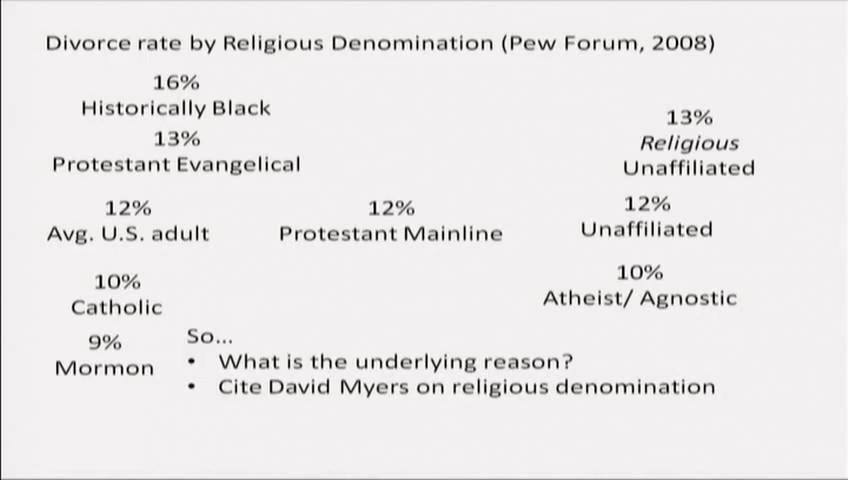 Divorce rate by Religious Denomination (Pew Forum, 2008)
16%
Historically Black
13%
Protestant Evangelical
13%
Religious
Unaffiliated
12%
Avg. U.S. adult
12%
Protestant Mainline
12%
Unaffiliated
10%
Catholic
10%
Atheist/ Agnostic
9%
Mormon
So...
• What is the underlying reason?
• Cite David Myers on religious denomination